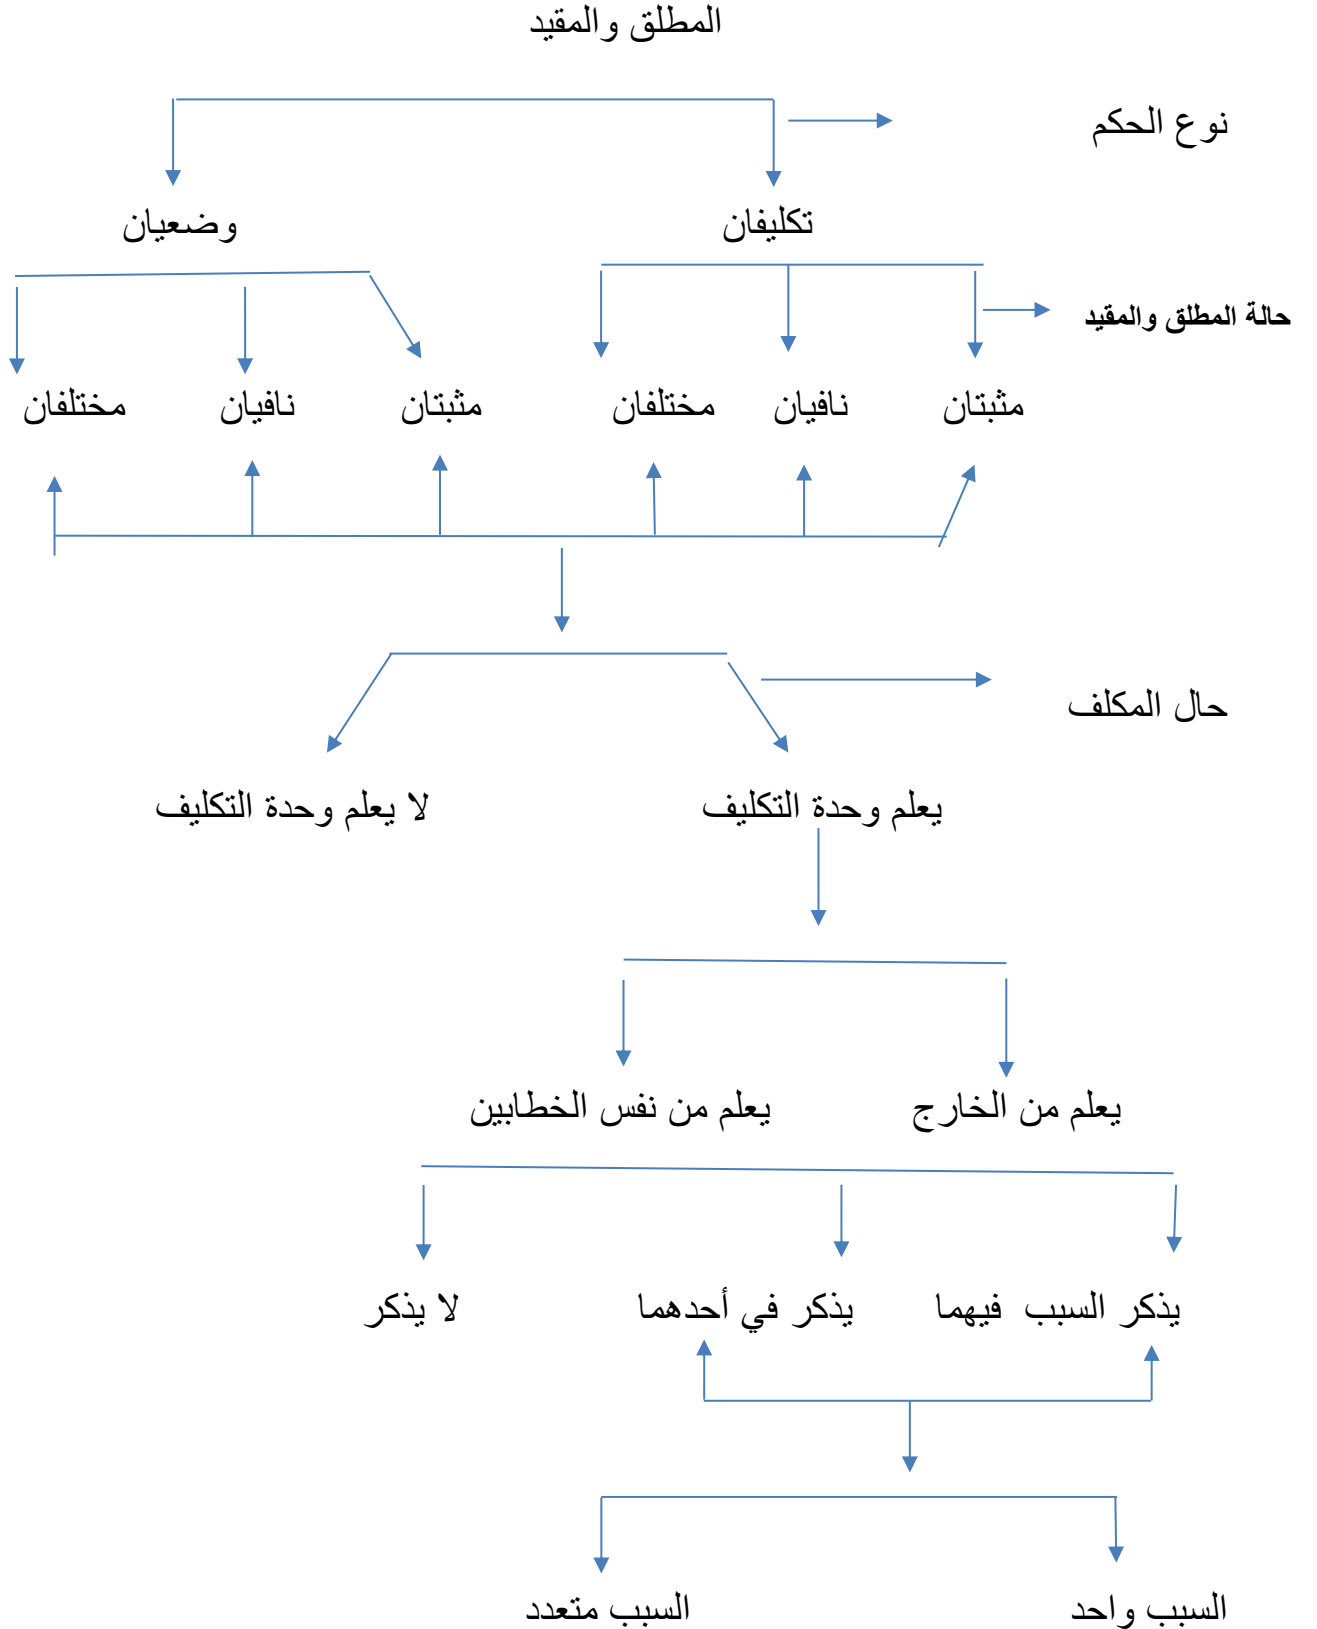 المطلق والمقيد
نوع الحكم
تكليفان وضعيان
حالة المطلق والمقيد
مثبتان نافيان مختلفان مثبتان نافيان مختلفان
حال المكلف
يعلم وحدة التكليف لا يعلم وحدة التكليف
يعلم من الخارج يعلم من نفس الخطابين
يذكر السبب فيهما يذكر في أحدهما لا يذكر
السبب واحد السبب متعدد